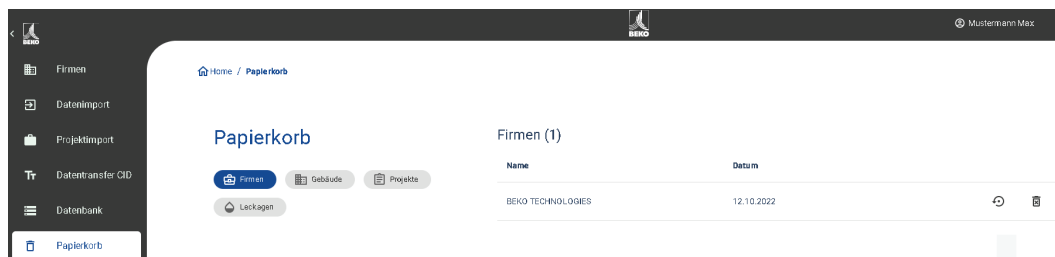 BEKO
BEKO
Mustermann Max
Firmen
Datenimport
Projektimport
Datentransfer CID
Datenbank
Papierkorb
Home / Papierkorb
Papierkorb
Firmen
Gebäude
Projekte
Leckagen
Firmen (1)
Name Datum
BEKO TECHNOLOGIES 12.10.2022